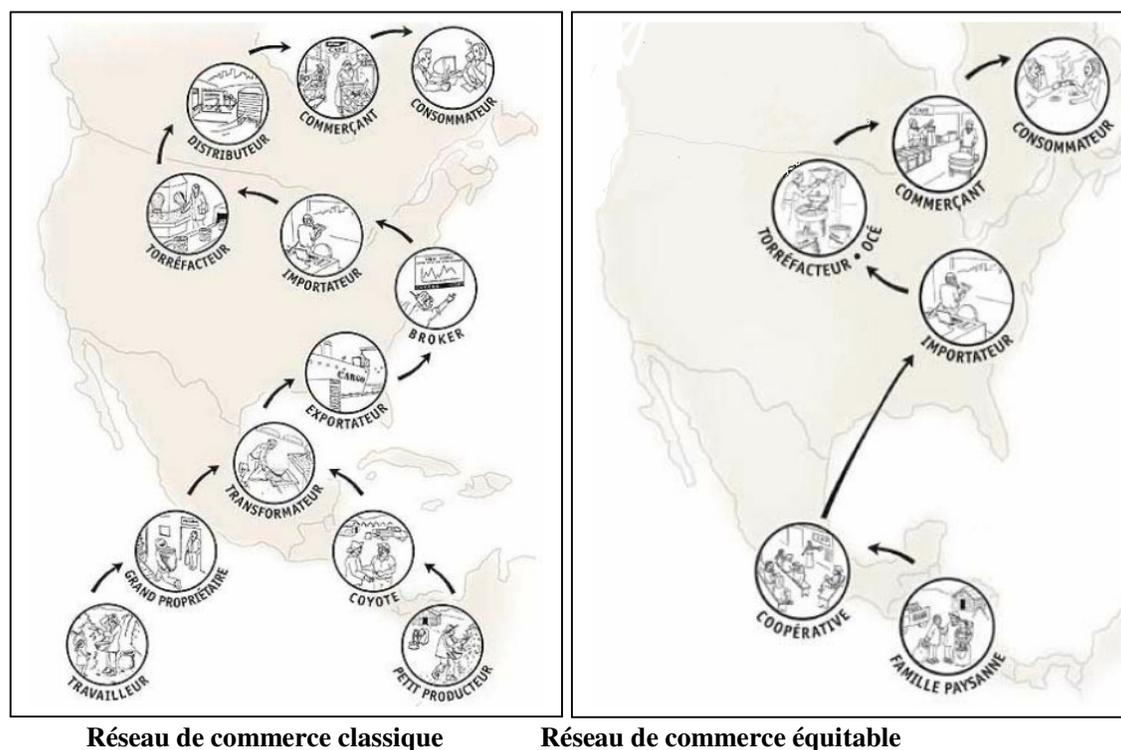 DISTRIBUTEUR
COMMERÇANT
CONSOMMATEUR
TORRÉFACTEUR
IMPORTATEUR
BROKER
CARGO
EXPORTATEUR
TRANSFORMATEUR
GRAND PROPRIÉTAIRE
COYOTE
TRAVAILLEUR
PETIT PRODUCTEUR
CONSOMMATEUR
COMMERÇANT
TORRÉFACTEUR • OCÉ
IMPORTATEUR
COOPÉRATIVE
FAMILLE PAYSANNE
Réseau de commerce classique
Réseau de commerce équitable